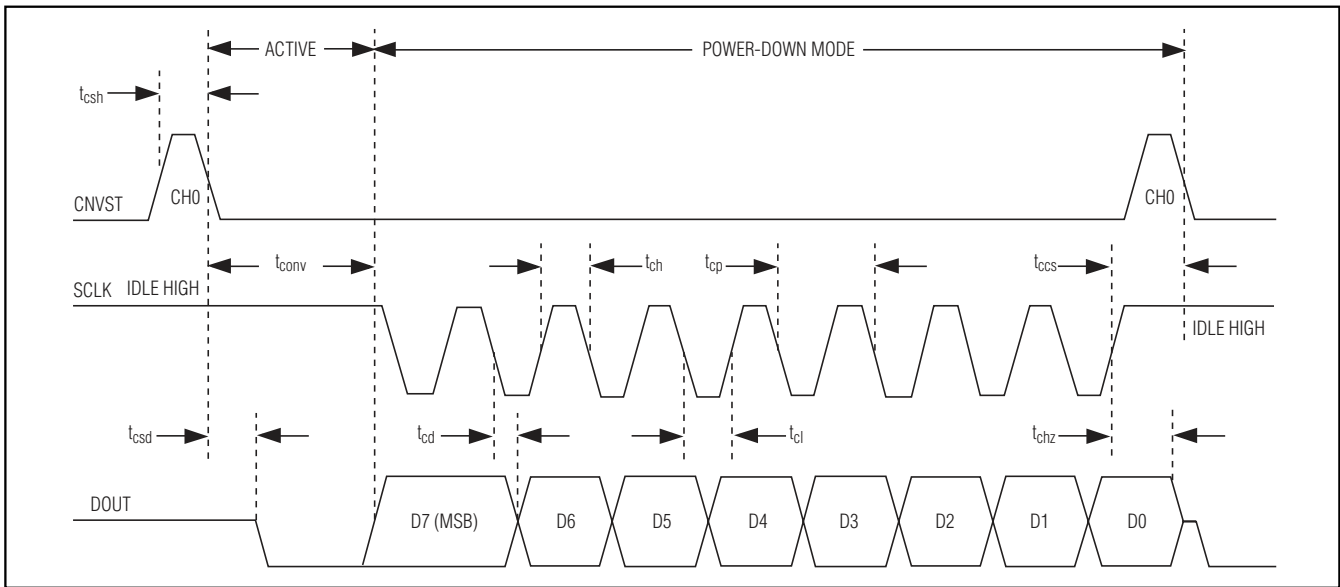 ACTIVE
POWER-DOWN MODE
tcsh
CNVST
CH0
CH0
tconv
tch
tcp
tccs
SCLK
IDLE HIGH
IDLE HIGH
tcsd
tcd
tcl
tchz
DOUT
D7 (MSB)
D6
D5
D4
D3
D2
D1
D0